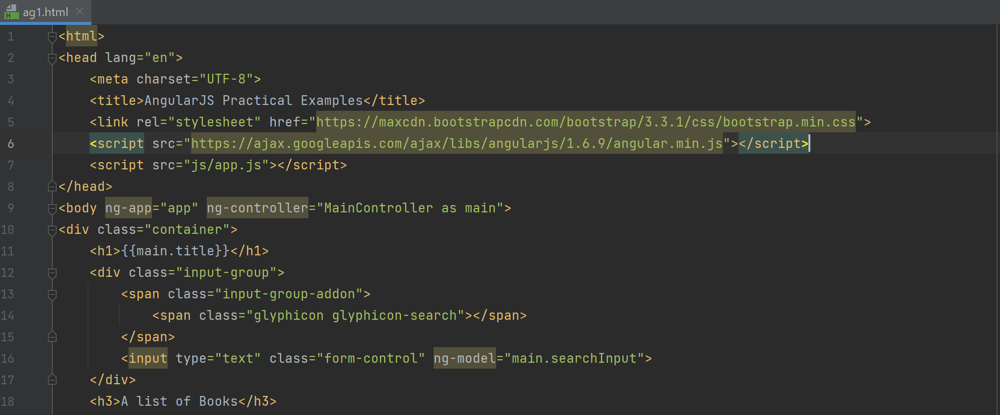 H ag1.html
1 <html>
2 <head lang="en">
3     <meta charset="UTF-8">
4     <title>AngularJS Practical Examples</title>
5     <link rel="stylesheet" href="https://maxcdn.bootstrapcdn.com/bootstrap/3.3.1/css/bootstrap.min.css">
6     <script src="https://ajax.googleapis.com/ajax/libs/angularjs/1.6.9/angular.min.js"></script>
7     <script src="js/app.js"></script>
8 </head>
9 <body ng-app="app" ng-controller="MainController as main">
10 <div class="container">
11     <h1>{{main.title}}</h1>
12     <div class="input-group">
13         <span class="input-group-addon">
14             <span class="glyphicon glyphicon-search"></span>
15         </span>
16         <input type="text" class="form-control" ng-model="main.searchInput">
17     </div>
18     <h3>A list of Books</h3>